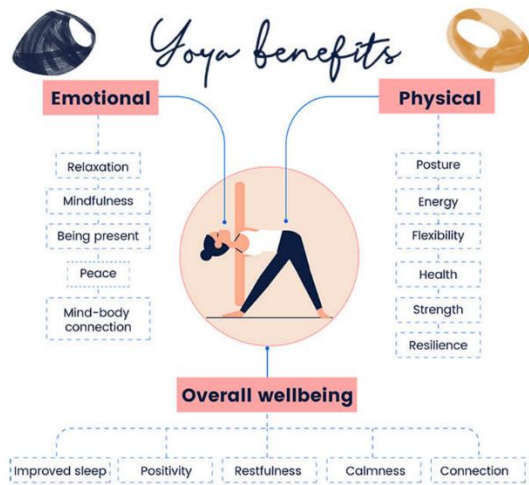 Yoya benefits
Emotional
Relaxation
Mindfulness
Being present
Peace
Mind-body
connection
Physical
Posture
Energy
Flexibility
Health
Strength
Resilience
Overall wellbeing
Improved sleep
Positivity
Restfulness
Calmness
Connection